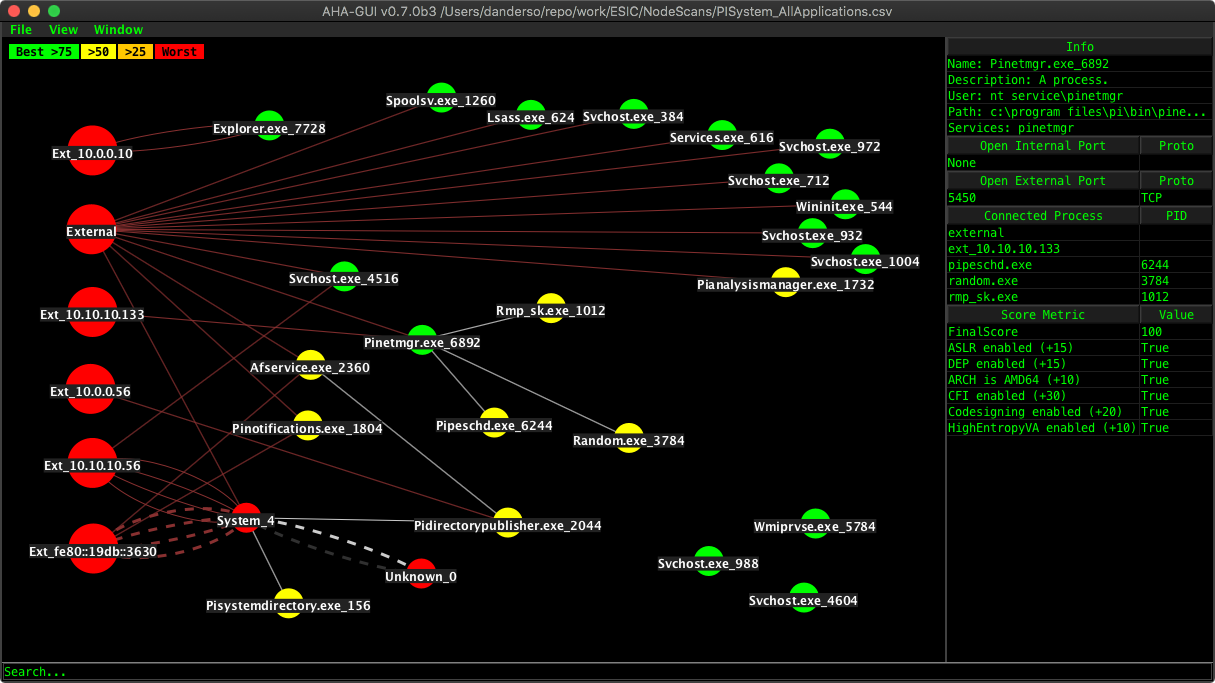 AHA-GUI v0.7.0b3 /Users/danderso/repo/work/ESIC/NodeScans/PISystem_AllApplications.csv
File View Window
Best >75 >50 >25 Worst
Spoolsv.exe_1260
Lsass.exe_624
Svchost.exe_384
Explorer.exe_7728
Services.exe_616
Svchost.exe_972
Ext_10.0.0.10
Svchost.exe_712
Wininit.exe_544
External
Svchost.exe_932
Svchost.exe_1004
Svchost.exe_4516
Pianalysismanager.exe_1732
Ext_10.10.10.133
Rmp_sk.exe_1012
Pinetmgr.exe_6892
Afservice.exe_2360
Ext_10.0.0.56
Pinotifications.exe_1804
Pipeschd.exe_6244
Random.exe_3784
Ext_10.10.10.56
System_4
Pidirectorypublisher.exe_2044
Wmiprvse.exe_5784
Ext_fe80::19db::3630
Svchost.exe_988
Unknown_0
Svchost.exe_4604
Pisystemdirectory.exe_156
Info
Name: Pinetmgr.exe_6892
Description: A process.
User: nt service\pinetmgr
Path: c:\program files\pi\bin\pine...
Services: pinetmgr
Open Internal Port Proto
None
Open External Port Proto
5450 TCP
Connected Process PID
external
ext_10.10.10.133
pipeschd.exe 6244
random.exe 3784
rmp_sk.exe 1012
Score Metric Value
FinalScore 100
ASLR enabled (+15) True
DEP enabled (+15) True
ARCH is AMD64 (+10) True
CFI enabled (+30) True
Codesigning enabled (+20) True
HighEntropyVA enabled (+10) True
Search...